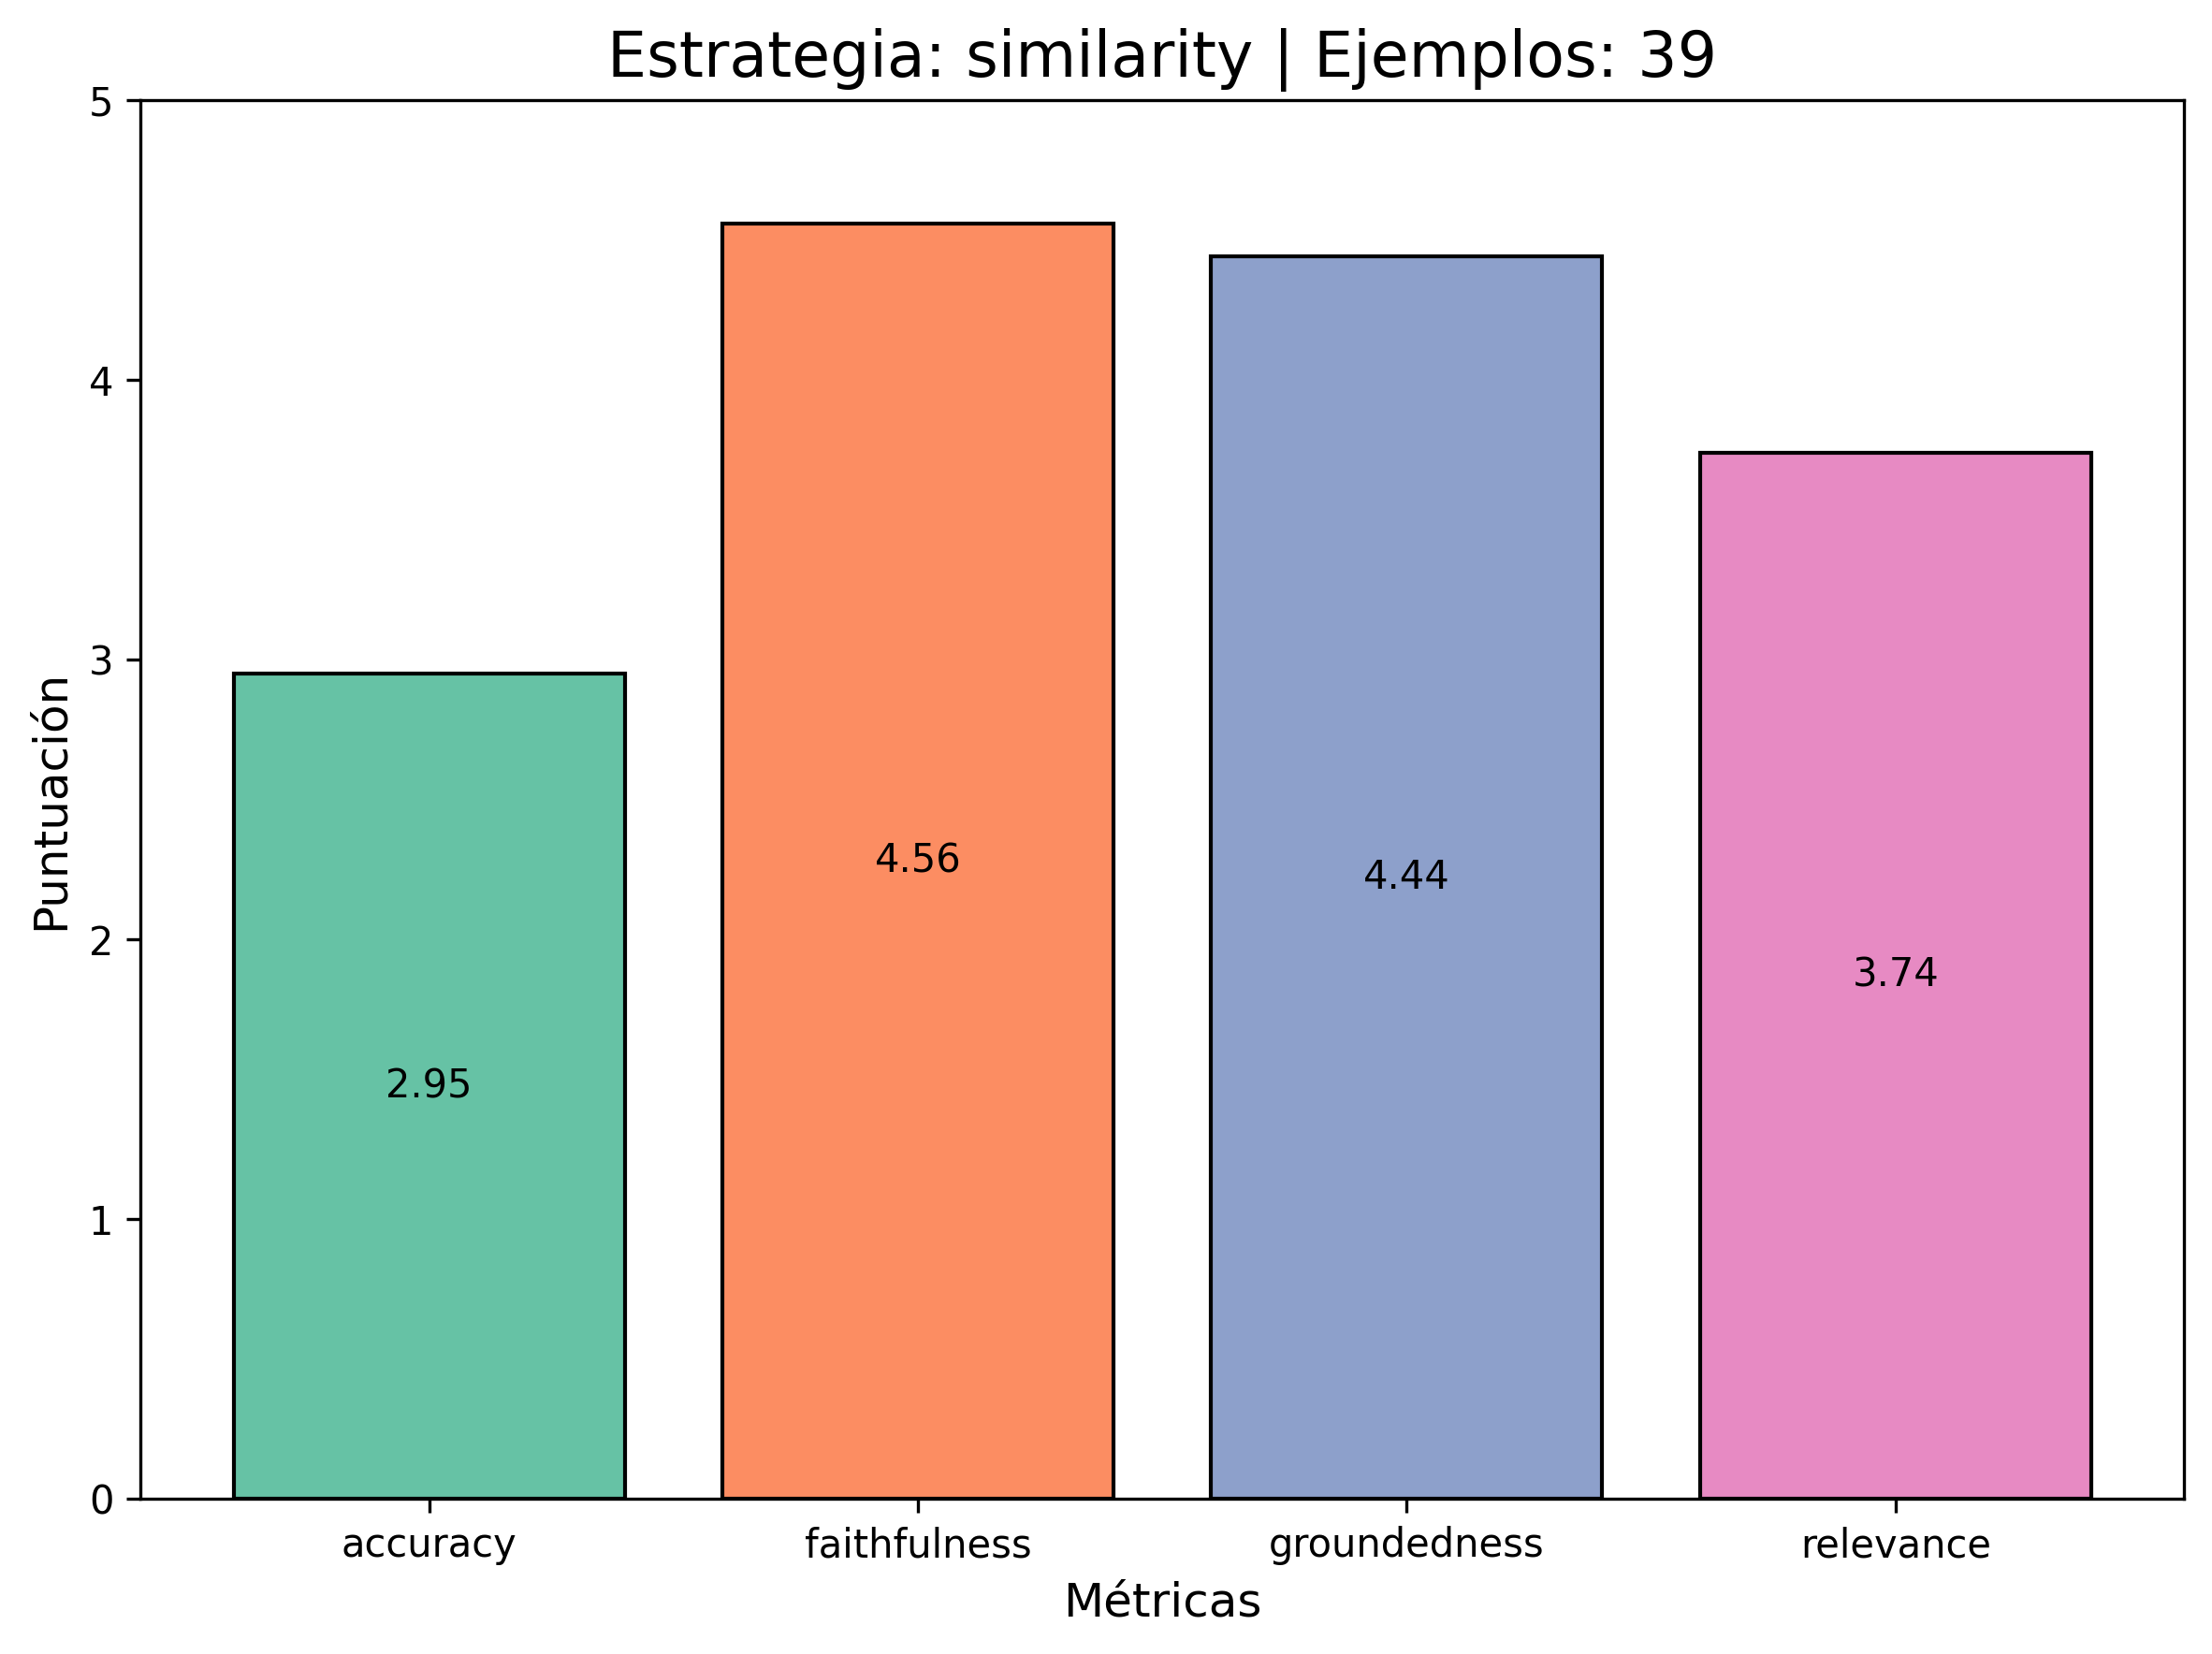 Estrategia: similarity | Ejemplos: 39
5
4
3
2
1
0
Puntuación
2.95
4.56
4.44
3.74
accuracy
faithfulness
groundedness
relevance
Métricas